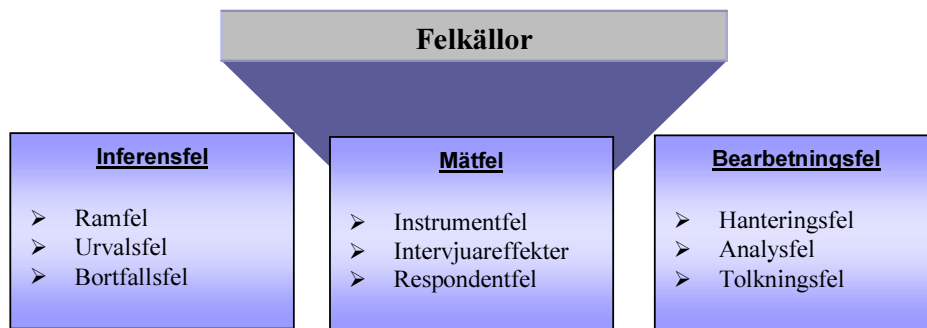 Felkällor
Inferensfel
Ramfel
Urvalsfel
Bortfallsfel
Mätfel
Instrumentfel
Intervjuareffekter
Respondentfel
Bearbetningsfel
Hanteringsfel
Analysfel
Tolkningsfel